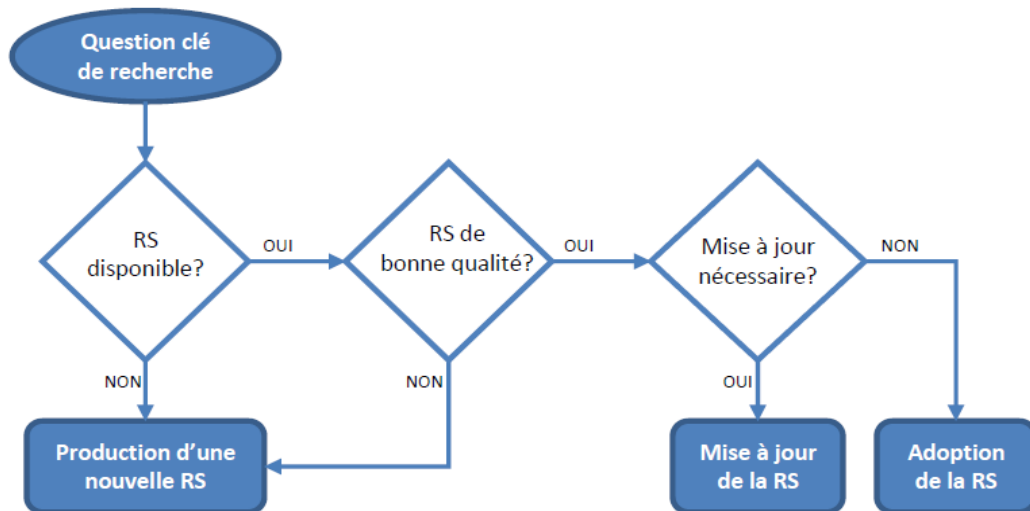 Question clé
de recherche
RS
disponible?
OUI
RS de
bonne qualité?
OUI
Mise à jour
nécessaire?
NON
NON
NON
OUI
Production d'une
nouvelle RS
Mise à jour
de la RS
Adoption
de la RS